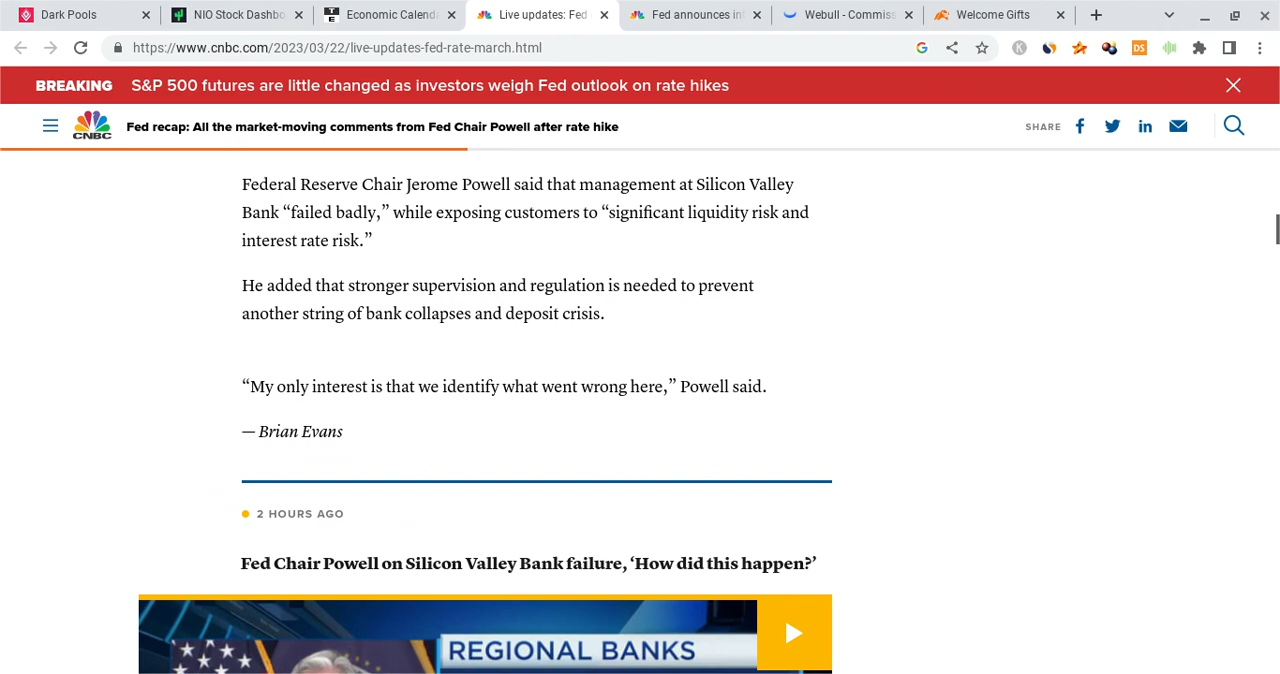 Dark Pools
NIO Stock Dashbo
Economic Calenda
Live updates: Fed
Fed announces int
Webull - Commiss
Welcome Gifts
https://www.cnbc.com/2023/03/22/live-updates-fed-rate-march.html
BREAKING S&P 500 futures are little changed as investors weigh Fed outlook on rate hikes
CNBC
Fed recap: All the market-moving comments from Fed Chair Powell after rate hike
SHARE
Federal Reserve Chair Jerome Powell said that management at Silicon Valley
Bank “failed badly,” while exposing customers to “significant liquidity risk and
interest rate risk.”
He added that stronger supervision and regulation is needed to prevent
another string of bank collapses and deposit crisis.
“My only interest is that we identify what went wrong here,” Powell said.
— Brian Evans
2 HOURS AGO
Fed Chair Powell on Silicon Valley Bank failure, ‘How did this happen?’
REGIONAL BANKS